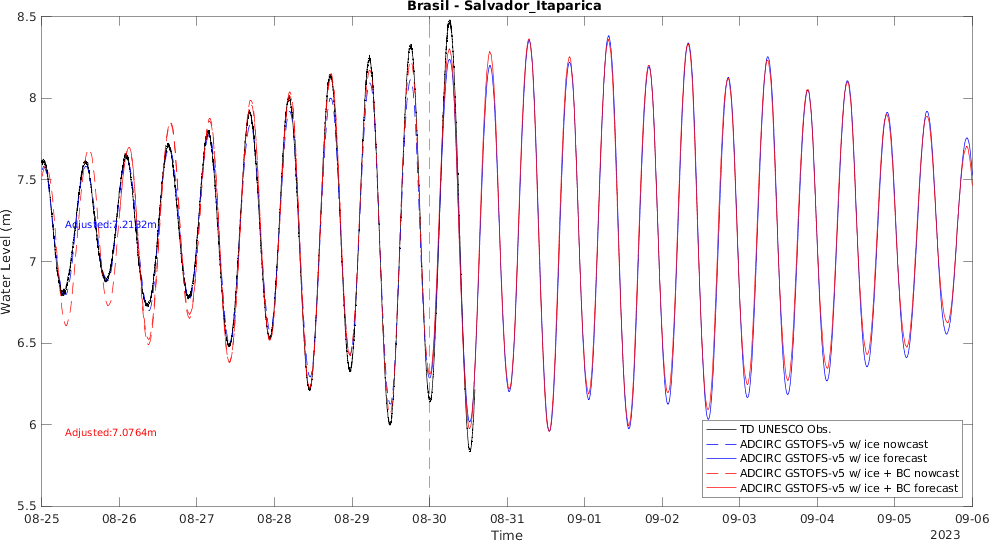 Brasil - Salvador_Itaparica
8.5
8
7.5
7
6.5
6
5.5
Water Level (m)
Adjusted:7.2132m
Adjusted:7.0764m
TD UNESCO Obs.
ADCIRC GSTOFS-v5 w/ ice nowcast
ADCIRC GSTOFS-v5 w/ ice forecast
ADCIRC GSTOFS-v5 w/ ice + BC nowcast
ADCIRC GSTOFS-v5 w/ ice + BC forecast
08-25 08-26 08-27 08-28 08-29 08-30 08-31 09-01 09-02 09-03 09-04 09-05 09-06
Time
2023